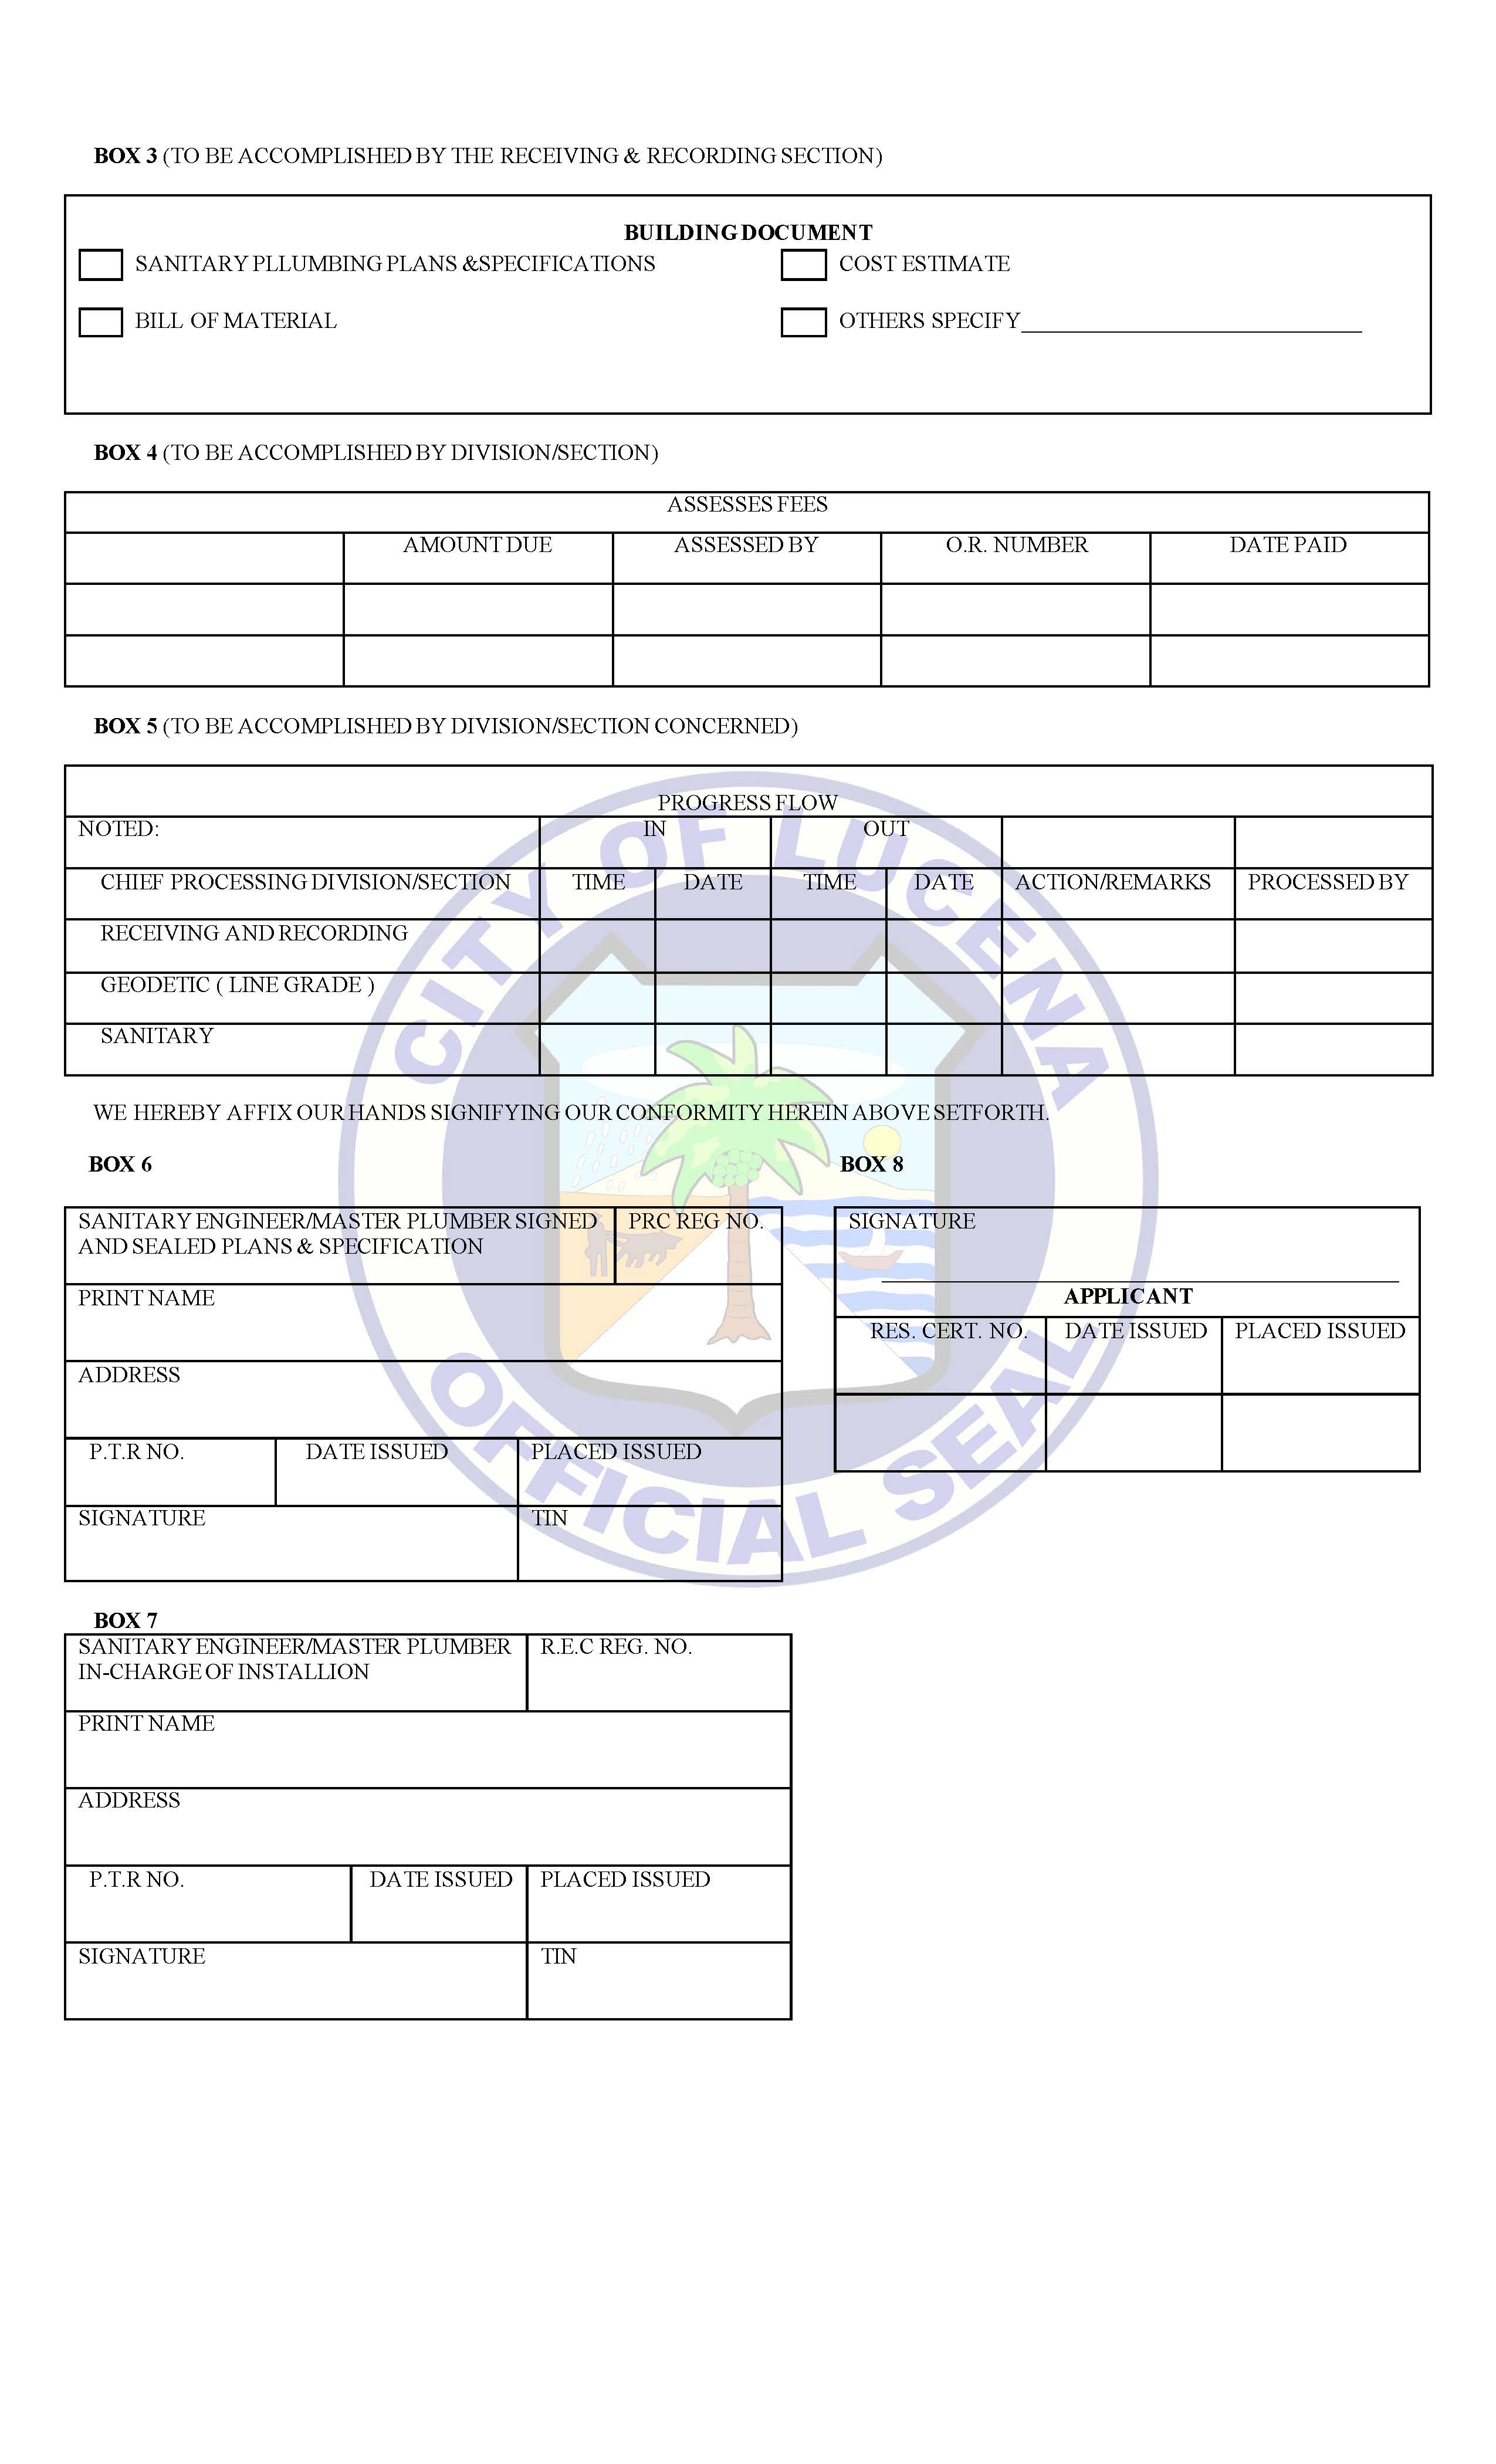 BOX 3 (TO BE ACCOMPLISHED BY THE RECEIVING & RECORDING SECTION)
BUILDING DOCUMENT
SANITARY PLLUMBING PLANS &SPECIFICATIONS
COST ESTIMATE
BILL OF MATERIAL
OTHERS SPECIFY
BOX 4 (TO BE ACCOMPLISHED BY DIVISION/SECTION)
ASSESSES FEES
AMOUNT DUE
ASSESSED BY
O.R. NUMBER
DATE PAID
BOX 5 (TO BE ACCOMPLISHED BY DIVISION/SECTION CONCERNED)
PROGRESS FLOW
NOTED:
IN
OUT
CHIEF PROCESSING DIVISION/SECTION
TIME
DATE
TIME
DATE
ACTION/REMARKS
PROCESSED BY
RECEIVING AND RECORDING
GEODETIC ( LINE GRADE )
SANITARY
CITY OF LUCENA
OFFICIAL SEAL
WE HEREBY AFFIX OUR HANDS SIGNIFYING OUR CONFORMITY HEREIN ABOVE SETFORTH.
BOX 6
SANITARY ENGINEER/MASTER PLUMBER SIGNED
AND SEALED PLANS & SPECIFICATION
PRC REG NO.
PRINT NAME
ADDRESS
P.T.R NO.
DATE ISSUED
PLACED ISSUED
SIGNATURE
TIN
BOX 8
SIGNATURE
APPLICANT
RES. CERT. NO.
DATE ISSUED
PLACED ISSUED
BOX 7
SANITARY ENGINEER/MASTER PLUMBER
IN-CHARGE OF INSTALLION
R.E.C REG. NO.
PRINT NAME
ADDRESS
P.T.R NO.
DATE ISSUED
PLACED ISSUED
SIGNATURE
TIN